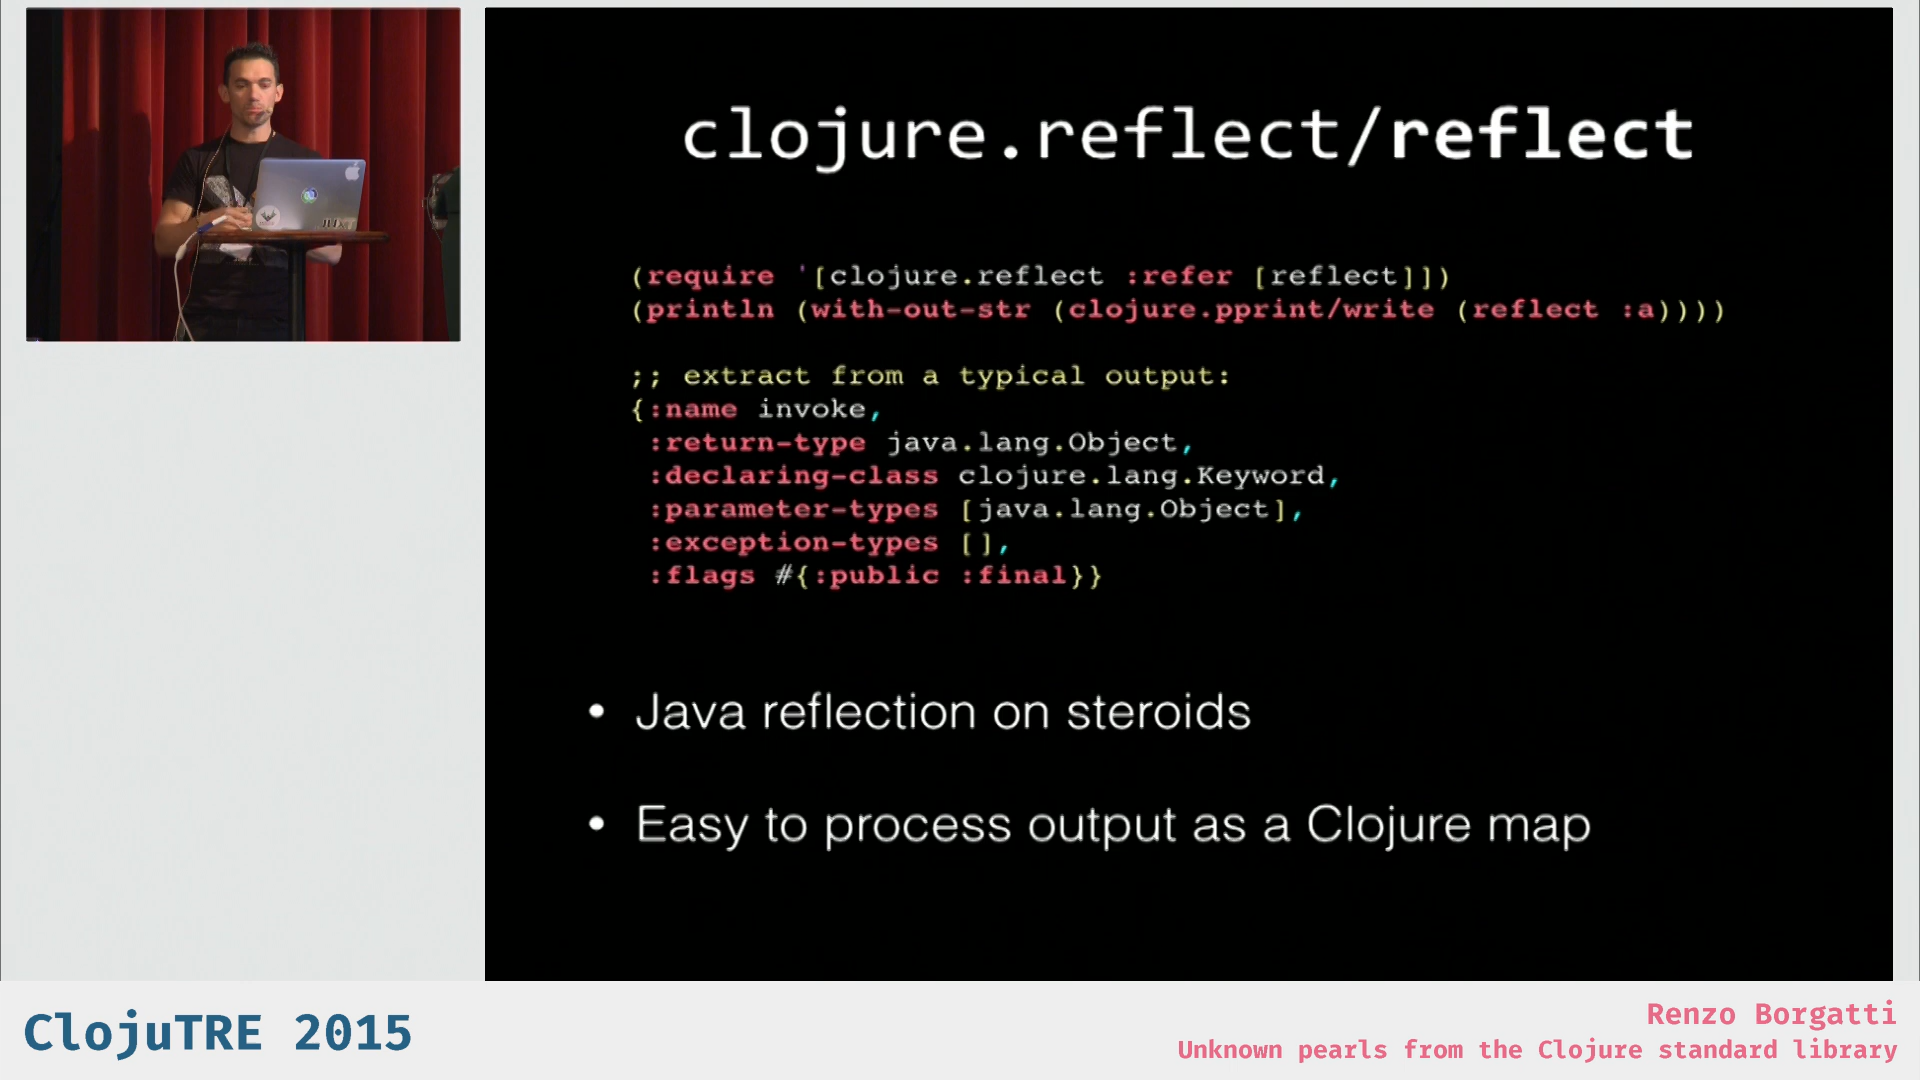 clojure.reflect/reflect
(require '[clojure.reflect :refer [reflect]])
(println (with-out-str (clojure.pprint/write (reflect :a))))
;; extract from a typical output:
{:name invoke,
:return-type java.lang.Object,
:declaring-class clojure.lang.Keyword,
:parameter-types [java.lang.Object],
:exception-types [],
:flags #{:public :final}}
• Java reflection on steroids
• Easy to process output as a Clojure map
ClojuTRE 2015
Renzo Borgatti
Unknown pearls from the Clojure standard library